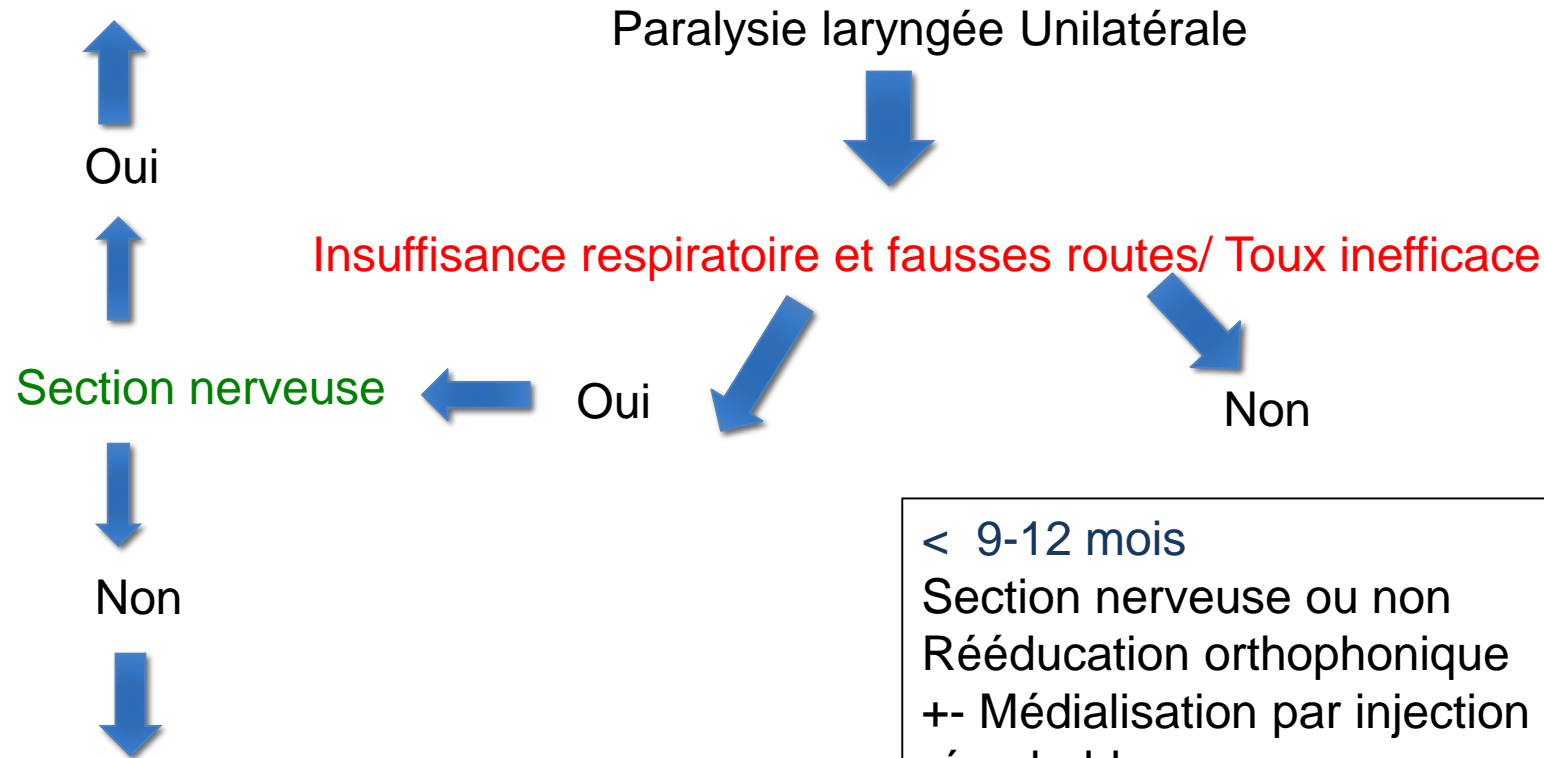 Paralysie laryngée Unilatérale
Oui
Insuffisance respiratoire et fausses routes/ Toux inefficace
Section nerveuse
Oui
Non
Non
< 9-12 mois
Section nerveuse ou non
Rééducation orthophonique
+- Médialisation par injection